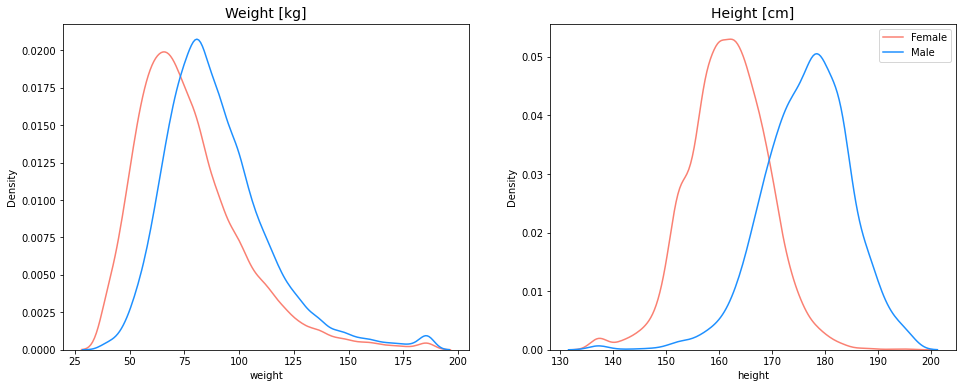 Weight [kg]
Density
0.0200
0.0175
0.0150
0.0125
0.0100
0.0075
0.0050
0.0025
0.0000
25 50 75 100 125 150 175 200
weight
Height [cm]
Female
Male
Density
0.05
0.04
0.03
0.02
0.01
0.00
130 140 150 160 170 180 190 200
height